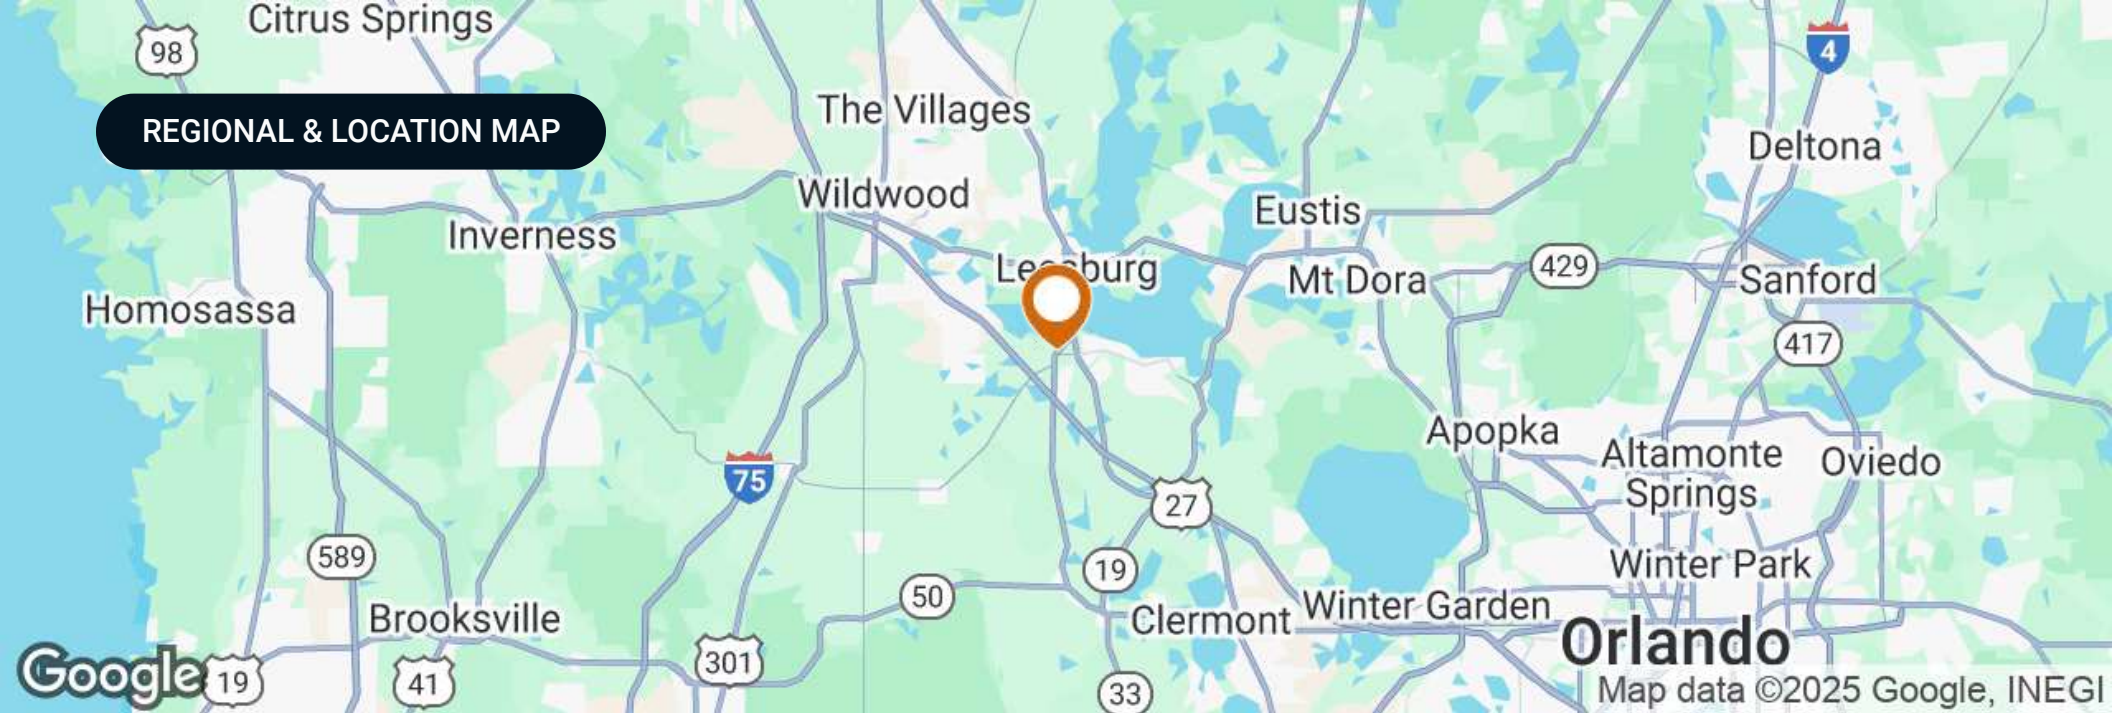 Citrus Springs
98
4
REGIONAL & LOCATION MAP
The Villages
Deltona
Wildwood
Eustis
Inverness
Leesburg
429
Mt Dora
Sanford
Homosassa
417
Apopka
Altamonte
Springs
Oviedo
75
27
589
19
Winter Park
50
Brooksville
Clermont
Winter Garden
Orlando
301
Google
19
41
33
Map data ©2025 Google, INEGI